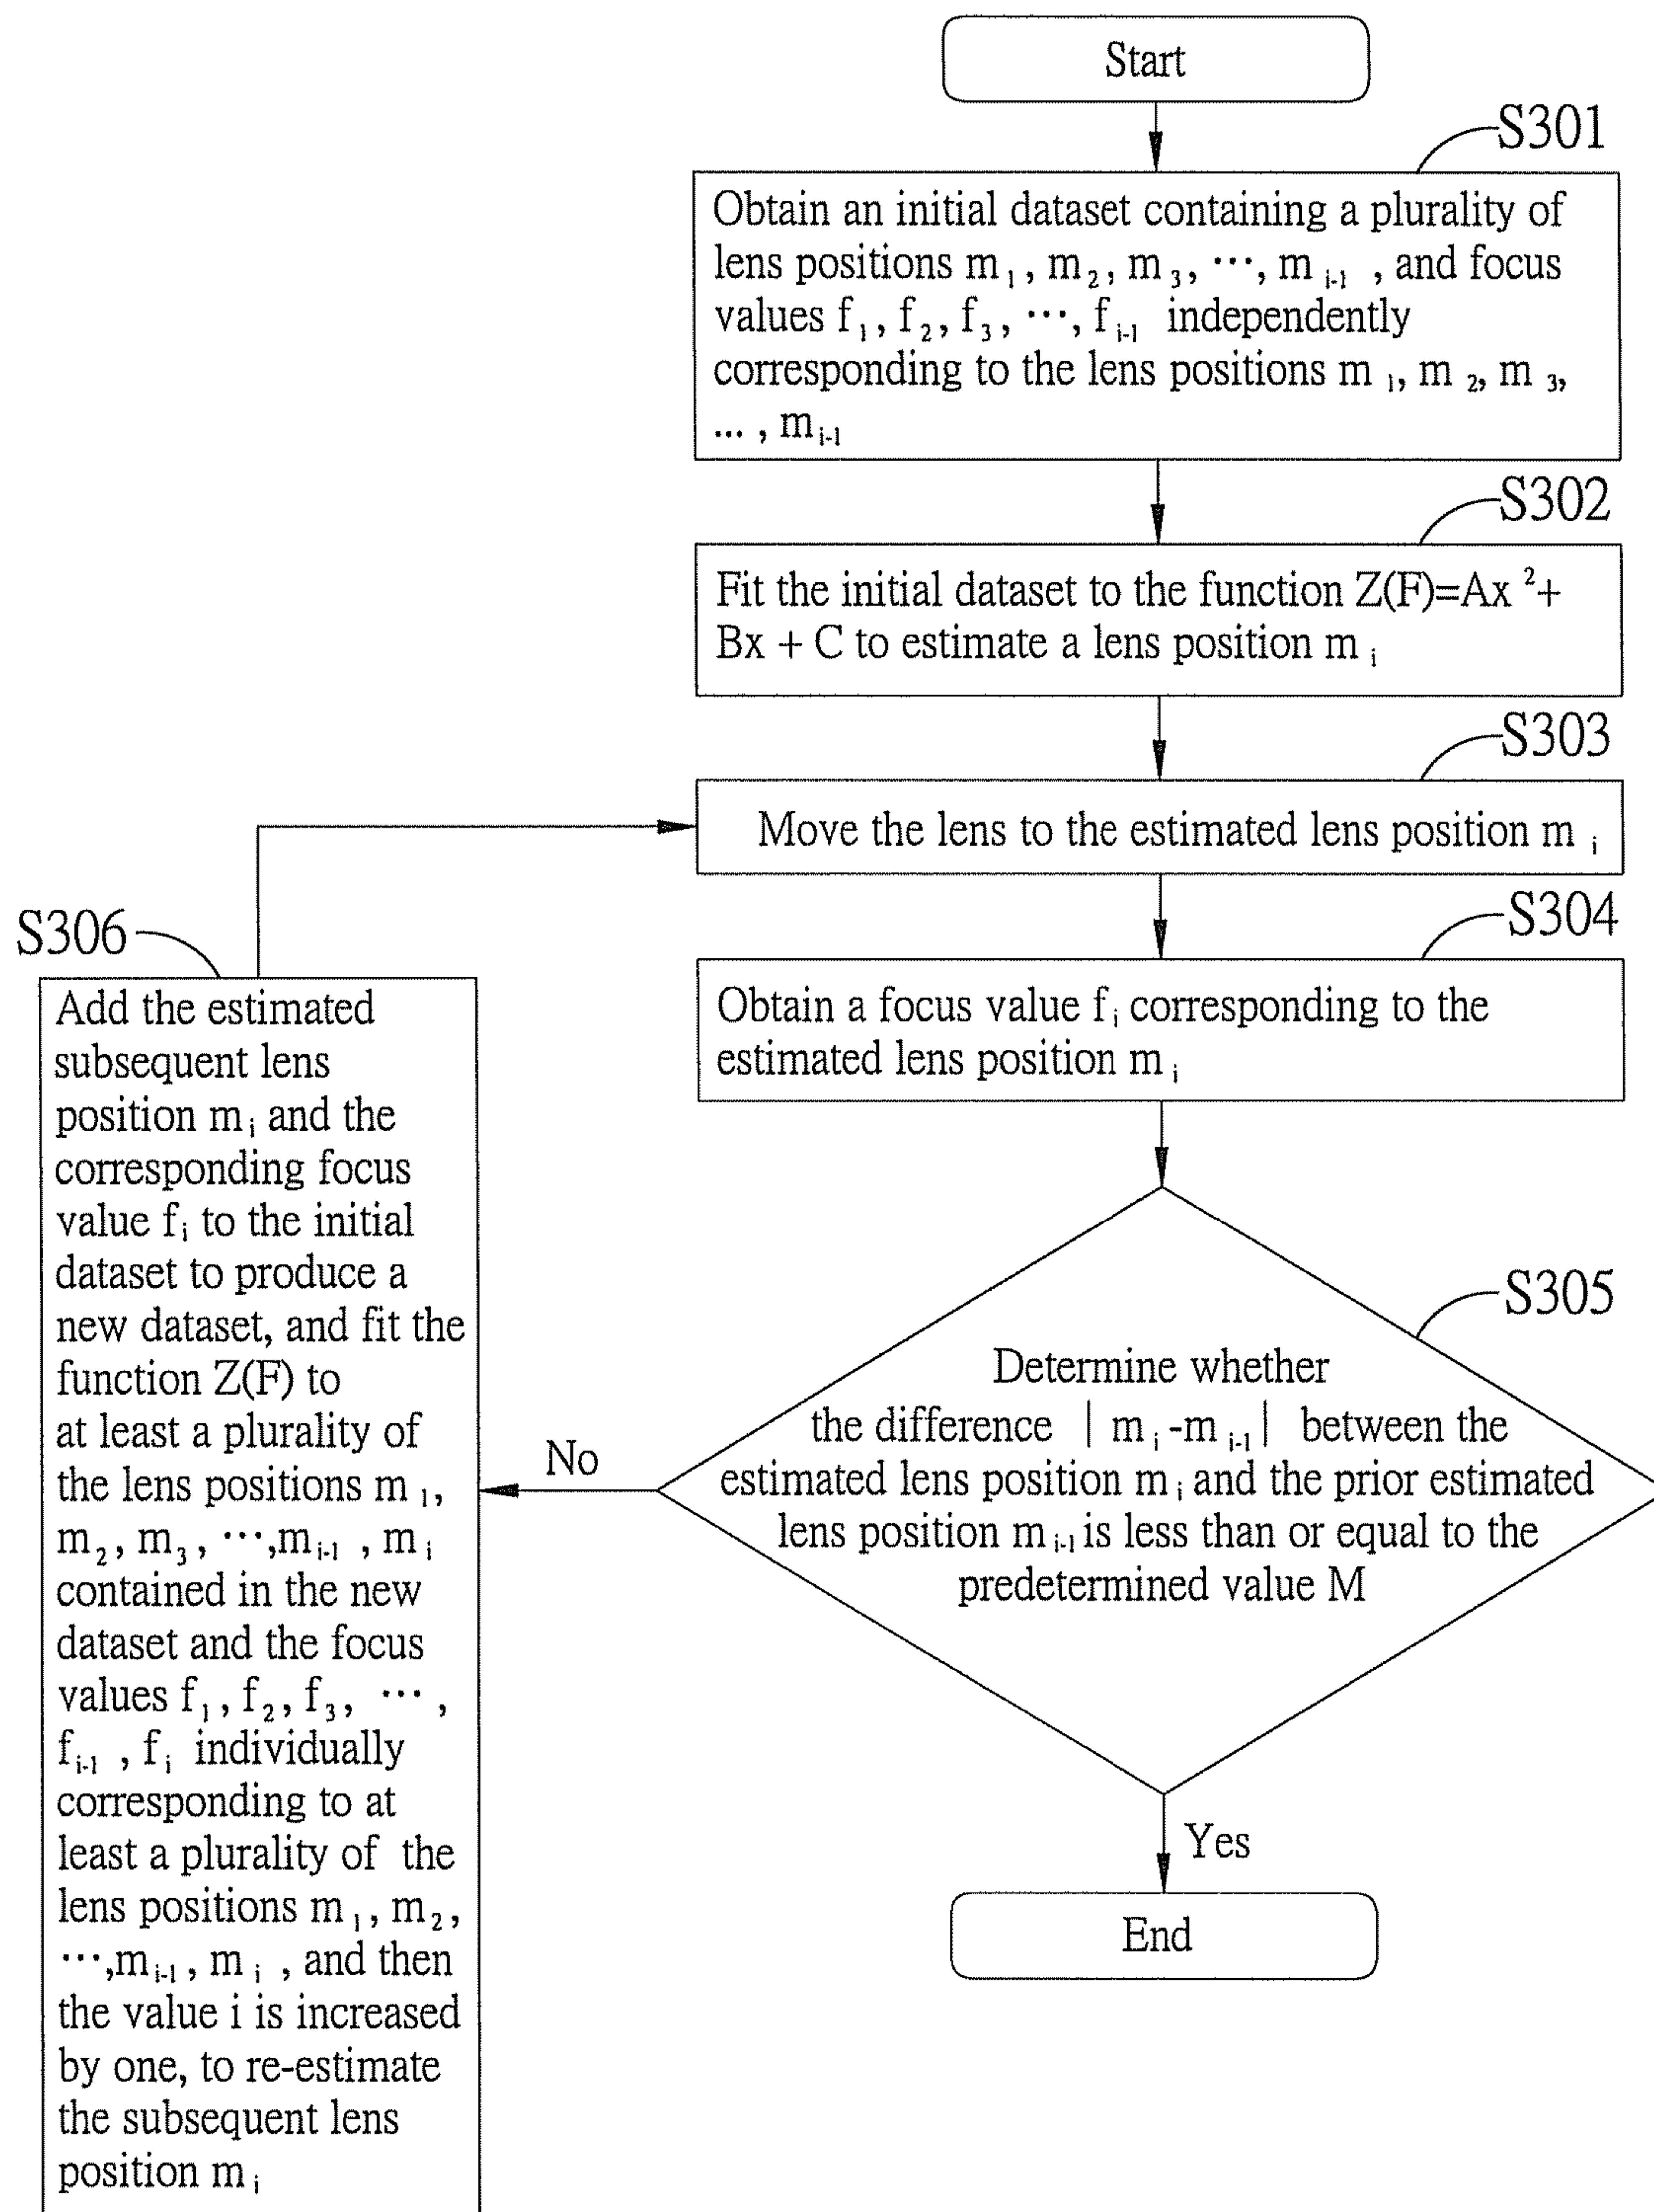 Start
S301
Obtain an initial dataset containing a plurality of
lens positions m₁, m₂, m₃, ⋯, mᵢ₋₁ , and focus
values f₁, f₂, f₃, ⋯, fᵢ₋₁ independently
corresponding to the lens positions m₁, m₂, m₃,
... , mᵢ₋₁
S302
Fit the initial dataset to the function Z(F)=Ax²+
Bx + C to estimate a lens position mᵢ
S303
Move the lens to the estimated lens position mᵢ
S304
Obtain a focus value fᵢ corresponding to the
estimated lens position mᵢ
S305
Determine whether
the difference | mᵢ-mᵢ₋₁ | between the
estimated lens position mᵢ and the prior estimated
lens position mᵢ₋₁ is less than or equal to the
predetermined value M
No
Yes
End
S306
Add the estimated
subsequent lens
position mᵢ and the
corresponding focus
value fᵢ to the initial
dataset to produce a
new dataset, and fit the
function Z(F) to
at least a plurality of
the lens positions m₁,
m₂, m₃, ⋯,mᵢ₋₁ , mᵢ
contained in the new
dataset and the focus
values f₁, f₂, f₃, ⋯ ,
fᵢ₋₁ , fᵢ individually
corresponding to at
least a plurality of the
lens positions m₁, m₂,
⋯,mᵢ₋₁, mᵢ , and then
the value i is increased
by one, to re-estimate
the subsequent lens
position mᵢ